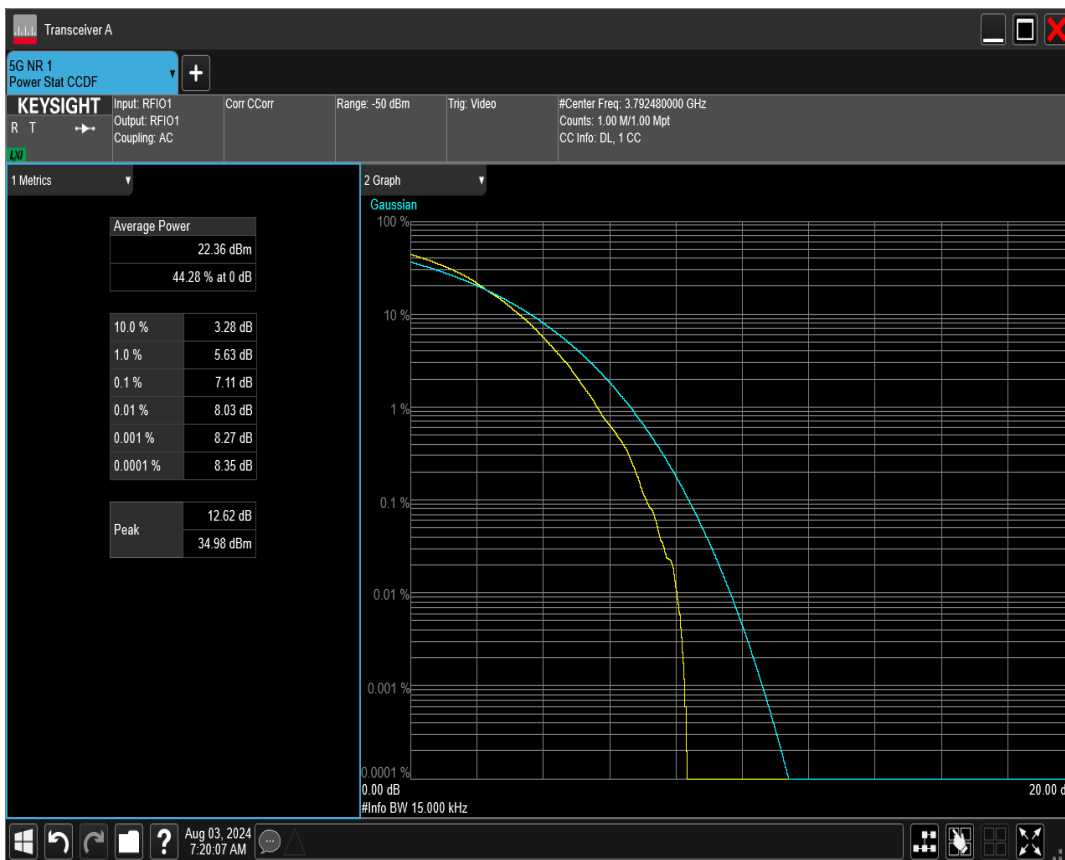 Transceiver A
5G NR 1
Power Stat CCDF
+
KEYSIGHT
R T
LXI
Input: RFIO1
Output: RFIO1
Coupling: AC
Corr CCorr
Range: -50 dBm
Trig: Video
#Center Freq: 3.792480000 GHz
Counts: 1.00 M/1.00 Mpt
CC Info: DL, 1 CC
1 Metrics
Average Power
22.36 dBm
44.28 % at 0 dB
10.0 % 3.28 dB
1.0 % 5.63 dB
0.1 % 7.11 dB
0.01 % 8.03 dB
0.001 % 8.27 dB
0.0001 % 8.35 dB
Peak
12.62 dB
34.98 dBm
2 Graph
Gaussian
100 %
10 %
1 %
0.1 %
0.01 %
0.001 %
0.0001 %
0.00 dB
20.00 d
#Info BW 15.000 kHz
?
Aug 03, 2024
7:20:07 AM